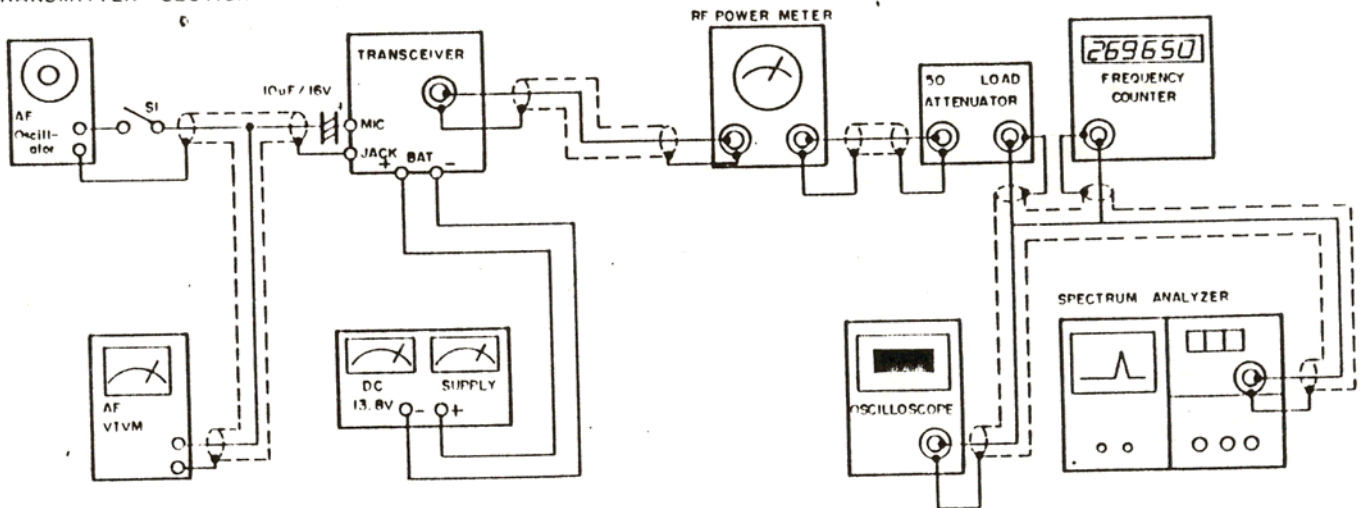 RF POWER METER
TRANSCEIVER
AF
Oscill-
ator
S1
10uF/16V
+
MIC
JACK
+ BAT -
50 LOAD
ATTENUATOR
269650
FREQUENCY
COUNTER
AF
VTVM
DC SUPPLY
13.8V - +
OSCILLOSCOPE
SPECTRUM ANALYZER